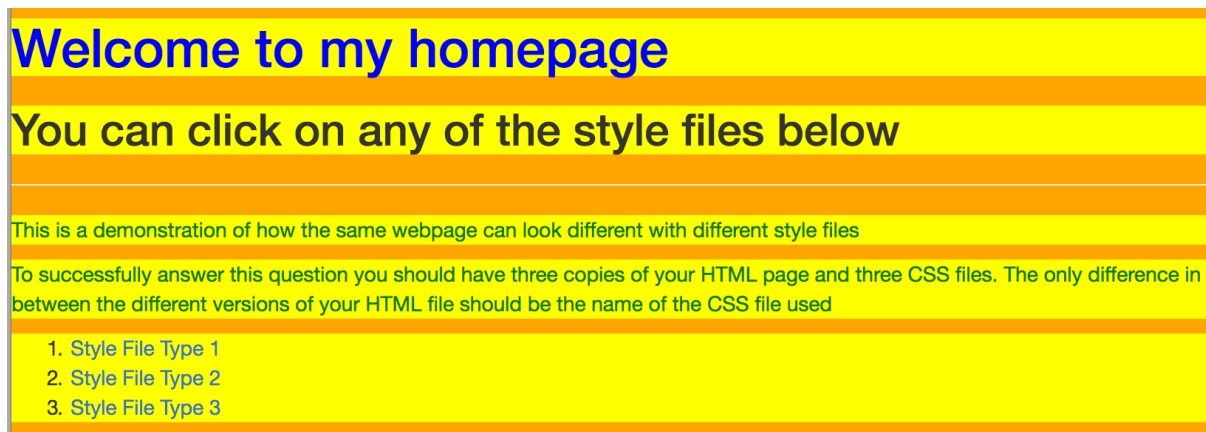 Welcome to my homepage
You can click on any of the style files below
This is a demonstration of how the same webpage can look different with different style files
To successfully answer this question you should have three copies of your HTML page and three CSS files. The only difference in
between the different versions of your HTML file should be the name of the CSS file used
1. Style File Type 1
2. Style File Type 2
3. Style File Type 3